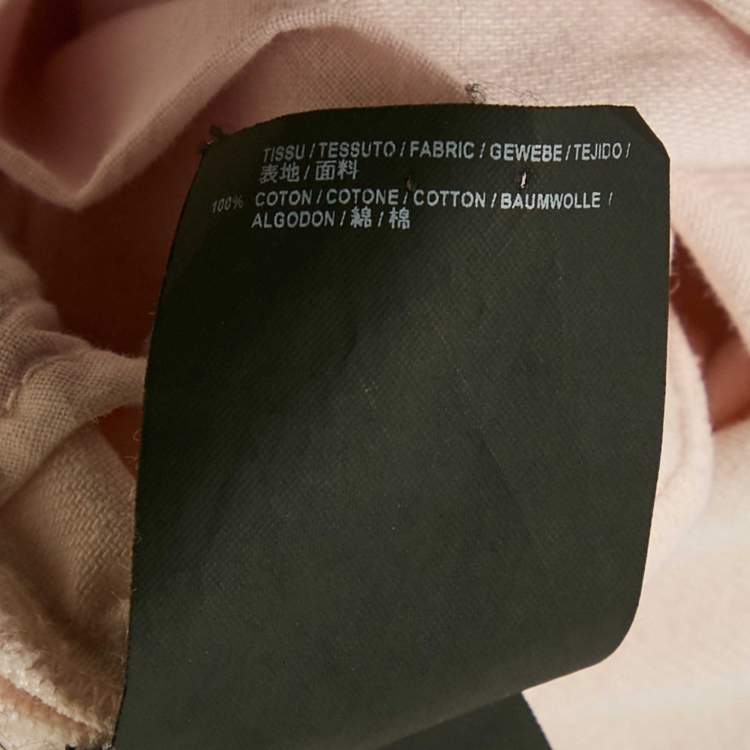 TISSU / TESSUTO / FABRIC / GEWEBE / TEJIDO /
表地 / 面料
100% COTON / COTONE / COTTON / BAUMWOLLE /
ALGODON / 綿 / 棉